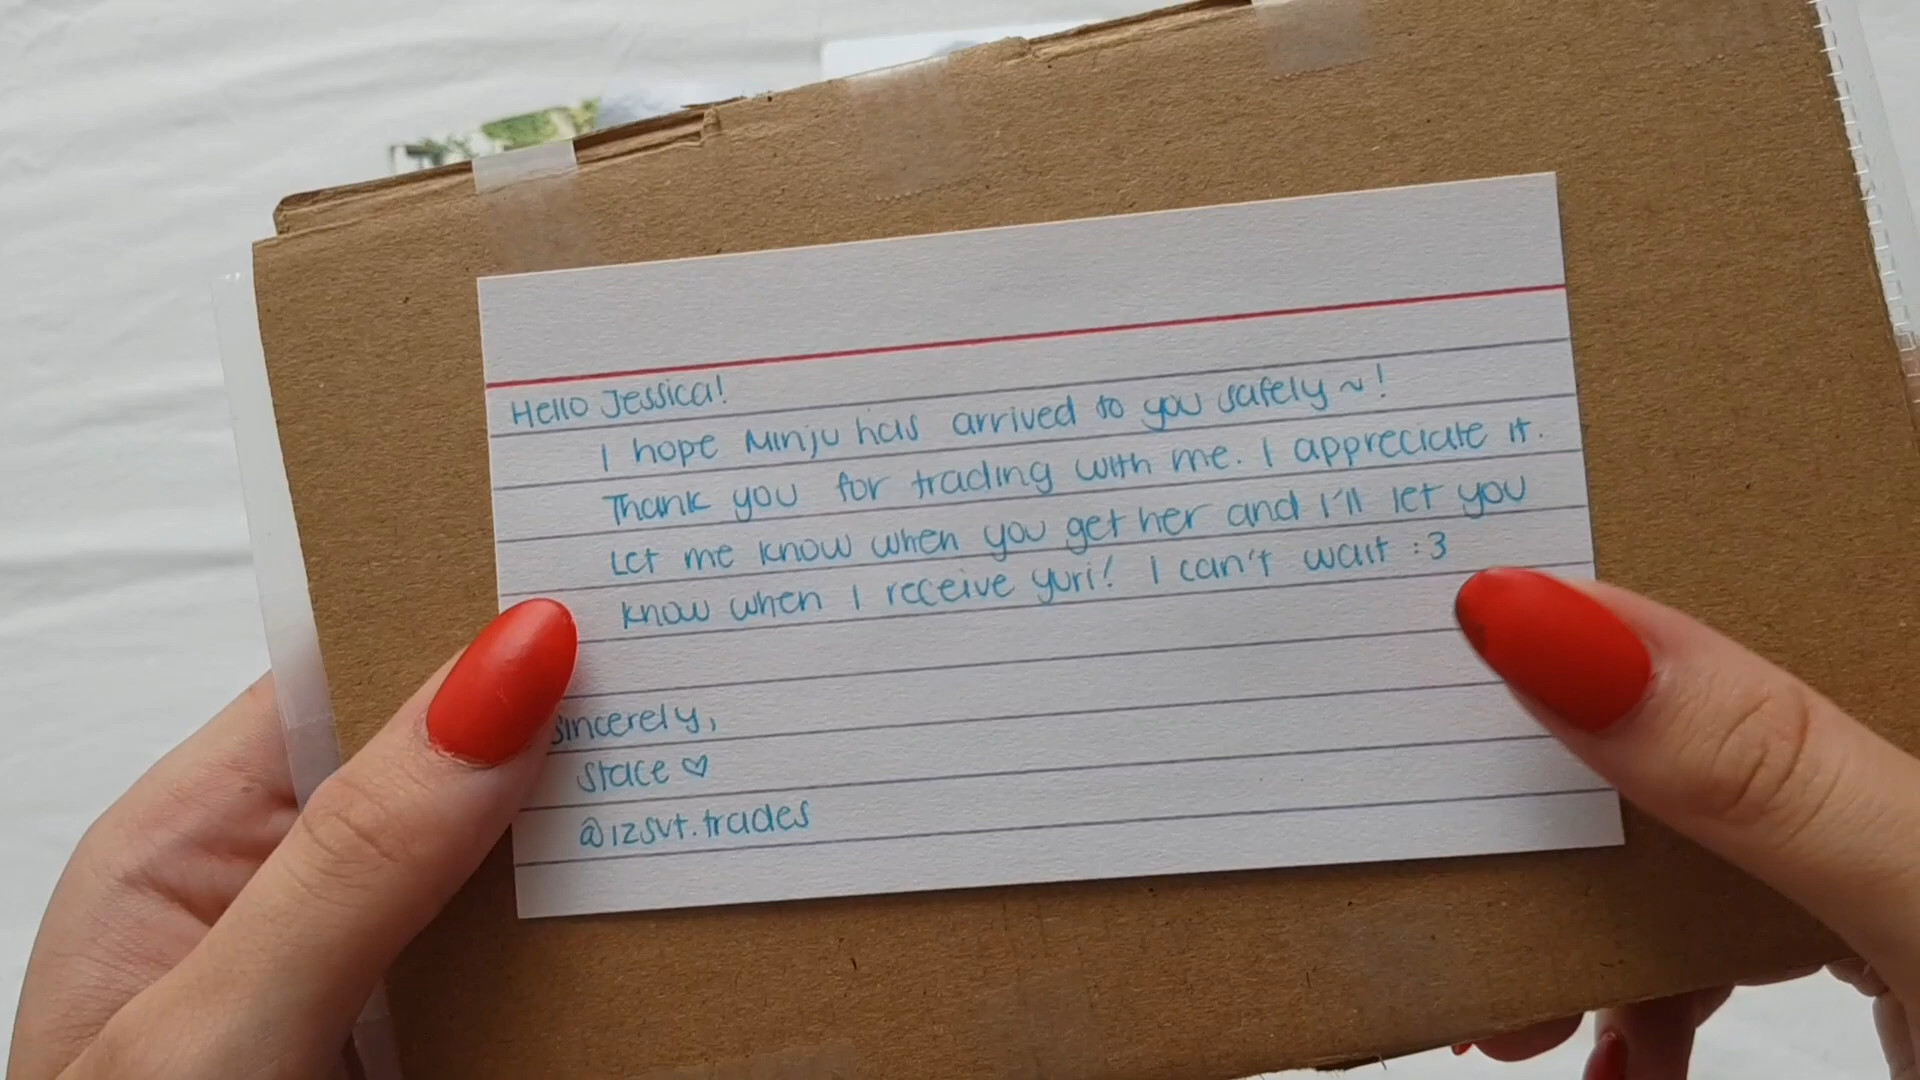 Hello Jessica!
I hope Minju has arrived to you safely ~!
Thank you for trading with me. I appreciate it.
Let me know when you get her and I'll let you
know when I receive yuri! I can't wait :3
Sincerely,
Stace ♡
@izsvt.trades